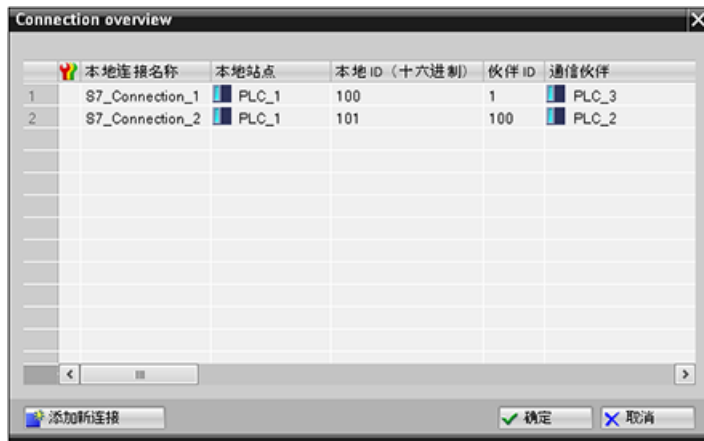 Connection overview
本地连接名称 本地站点 本地 ID（十六进制） 伙伴 ID 通信伙伴
1 S7_Connection_1 PLC_1 100 1 PLC_3
2 S7_Connection_2 PLC_1 101 100 PLC_2
添加新连接 确定 取消